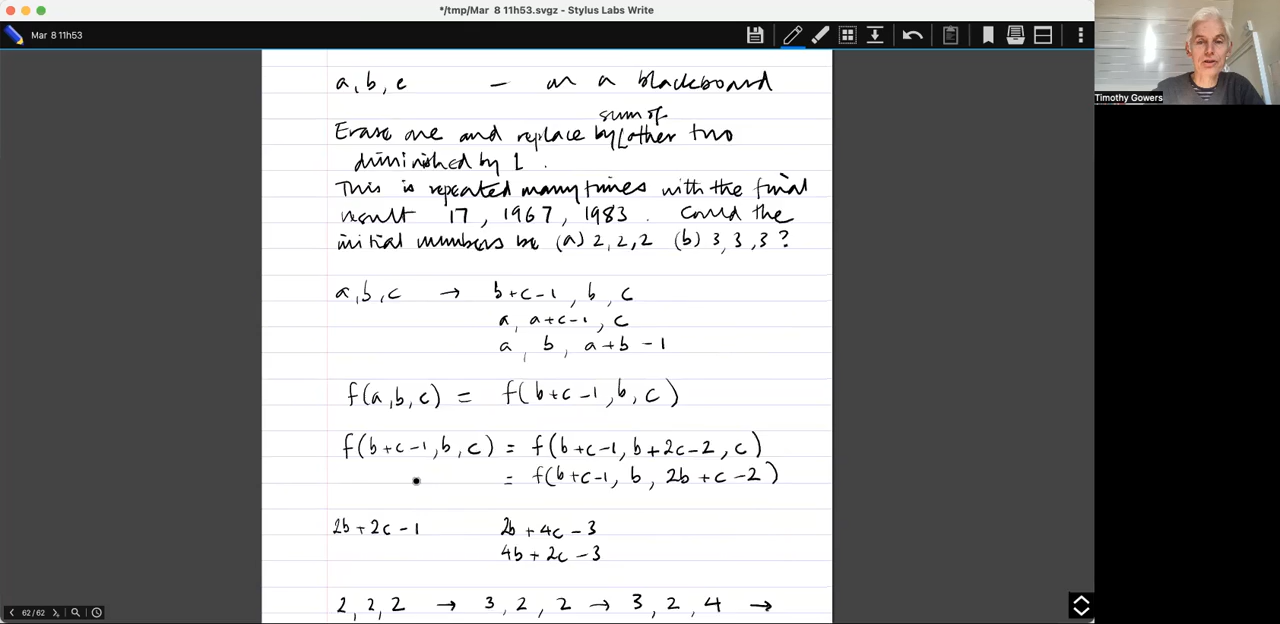 */tmp/Mar 8 11h53.svgz - Stylus Labs Write
Mar 8 11h53
Timothy Gowers
a, b, c — on a blackboard
sum of
Erase one and replace by other two
diminished by 1.
This is repeated many times with the final
result 17, 1967, 1983. Could the
initial numbers be (a) 2,2,2 (b) 3,3,3?
a, b, c → b+c-1, b, c
a, a+c-1, c
a, b, a+b-1
f(a,b,c) = f(b+c-1, b, c)
f(b+c-1, b, c) = f(b+c-1, b+2c-2, c)
= f(b+c-1, b, 2b+c-2)
2b+2c-1 2b+4c-3
4b+2c-3
2, 2, 2 → 3, 2, 2 → 3, 2, 4 →
62/62